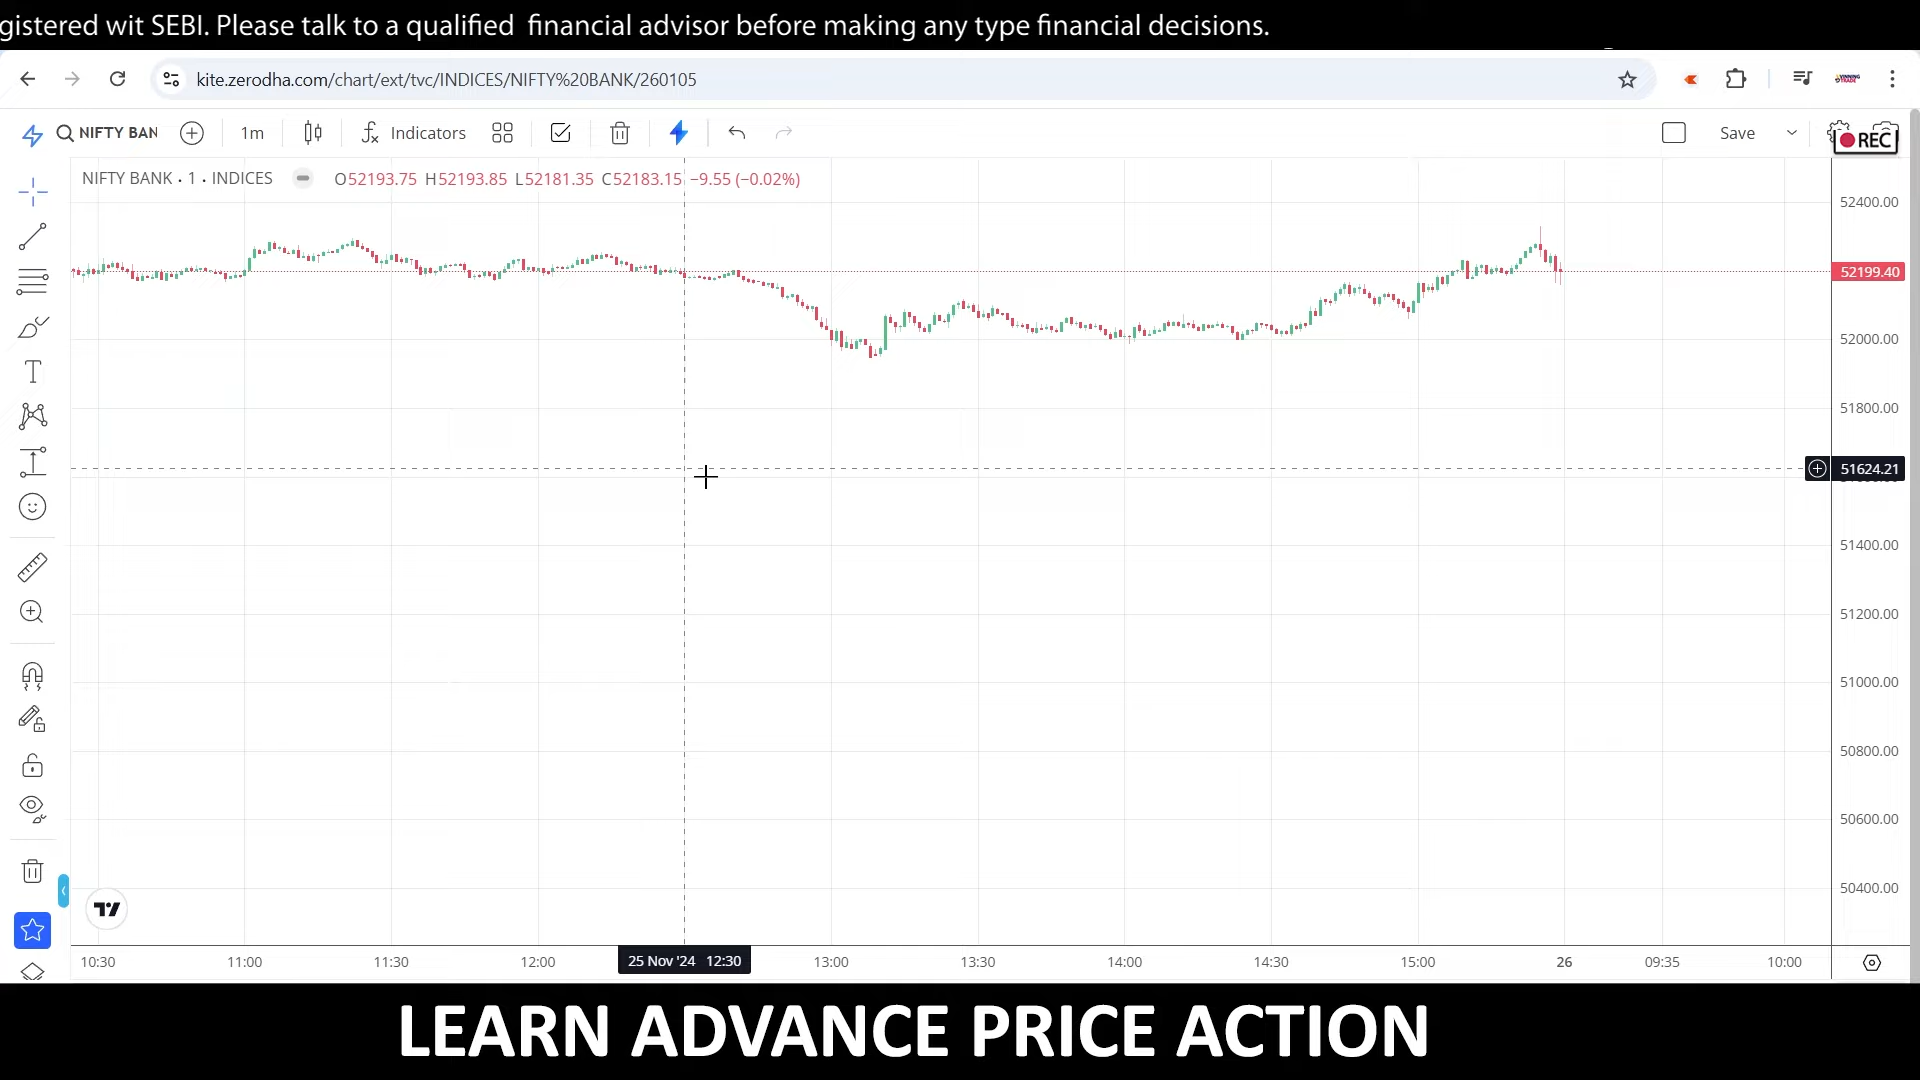 gistered wit SEBI. Please talk to a qualified financial advisor before making any type financial decisions.
kite.zerodha.com/chart/ext/tvc/INDICES/NIFTY%20BANK/260105
NIFTY BAN
1m
Indicators
Save
REC
NIFTY BANK · 1 · INDICES
O52193.75 H52193.85 L52181.35 C52183.15 −9.55 (−0.02%)
52400.00
52199.40
52000.00
51800.00
51624.21
51400.00
51200.00
51000.00
50800.00
50600.00
50400.00
10:30
11:00
11:30
12:00
25 Nov '24 12:30
13:00
13:30
14:00
14:30
15:00
26
09:35
10:00
LEARN ADVANCE PRICE ACTION